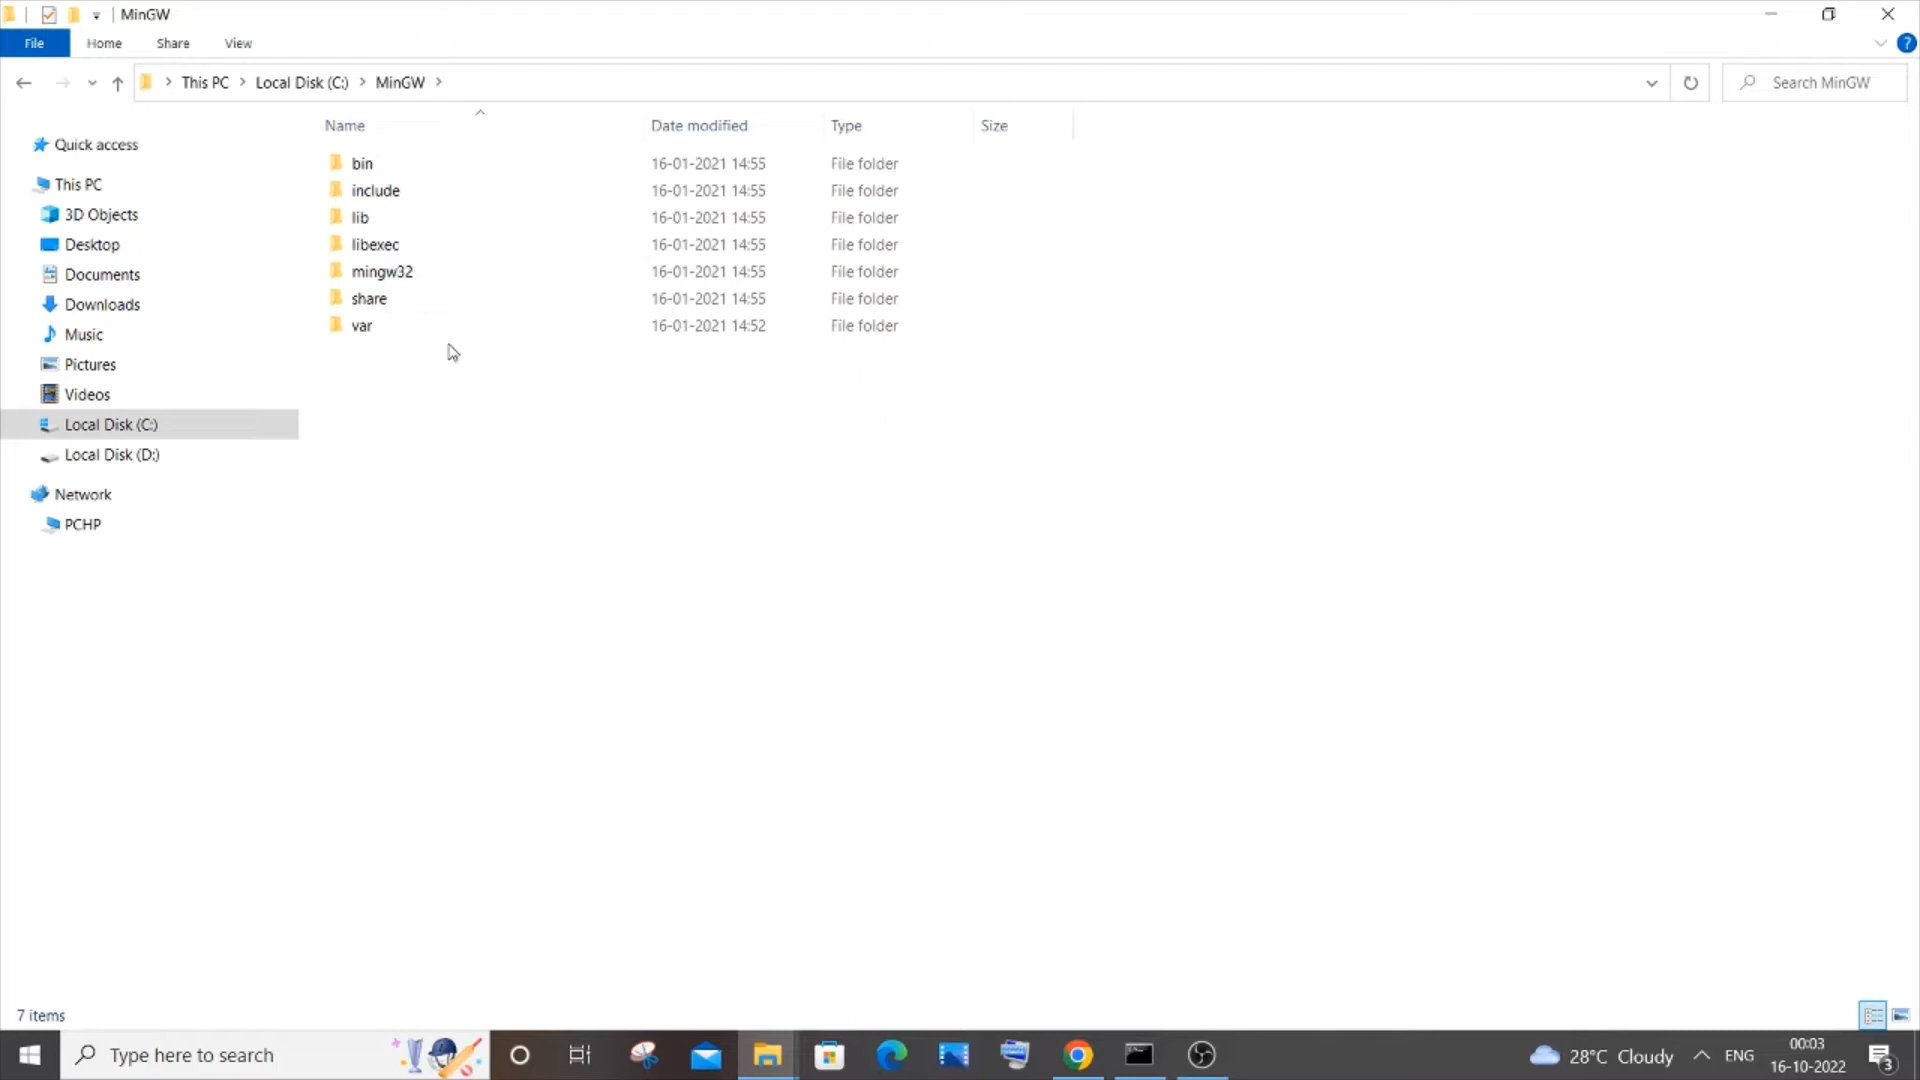 MinGW
File Home Share View
This PC Local Disk (C:) MinGW Search MinGW
Name Date modified Type Size
Quick access
This PC
3D Objects
Desktop
Documents
Downloads
Music
Pictures
Videos
Local Disk (C:)
Local Disk (D:)
Network
PCHP
bin 16-01-2021 14:55 File folder
include 16-01-2021 14:55 File folder
lib 16-01-2021 14:55 File folder
libexec 16-01-2021 14:55 File folder
mingw32 16-01-2021 14:55 File folder
share 16-01-2021 14:55 File folder
var 16-01-2021 14:52 File folder
7 items
Type here to search 28°C Cloudy ENG 00:03
16-10-2022 3